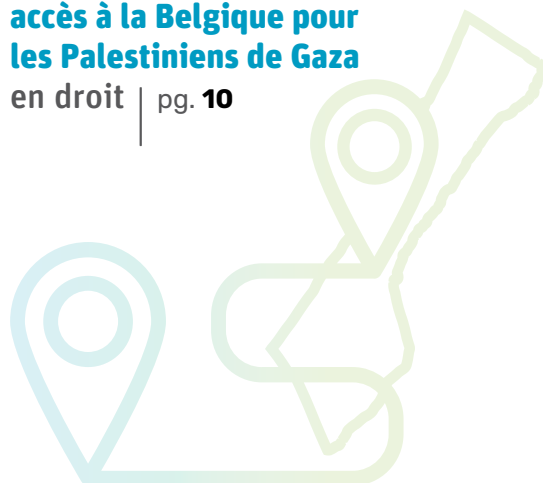 accès à la Belgique pour
les Palestiniens de Gaza
en droit | pg. 10